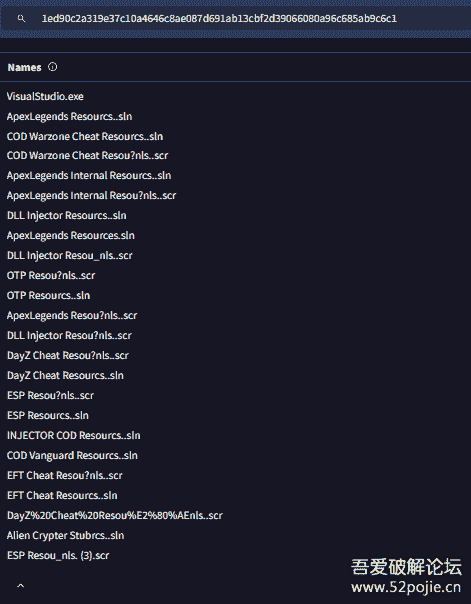 1ed90c2a319e37c10a4646c8ae087d691ab13cbf2d39066080a96c685ab9c6c1
Names
VisualStudio.exe
ApexLegends Resourcs..sln
COD Warzone Cheat Resourcs..sln
COD Warzone Cheat Resou?nls..scr
ApexLegends Internal Resourcs..sln
ApexLegends Internal Resou?nls..scr
DLL Injector Resourcs..sln
ApexLegends Resources.sln
DLL Injector Resou_nls..scr
OTP Resou?nls..scr
OTP Resourcs..sln
ApexLegends Resou?nls..scr
DLL Injector Resou?nls..scr
DayZ Cheat Resou?nls..scr
DayZ Cheat Resourcs..sln
ESP Resou?nls..scr
ESP Resourcs..sln
INJECTOR COD Resourcs..sln
COD Vanguard Resourcs..sln
EFT Cheat Resou?nls..scr
EFT Cheat Resourcs..sln
DayZ%20Cheat%20Resou%E2%80%AEnls..scr
Alien Crypter Stubrcs..sln
ESP Resou_nls. (3).scr
吾爱破解论坛
www.52pojie.cn